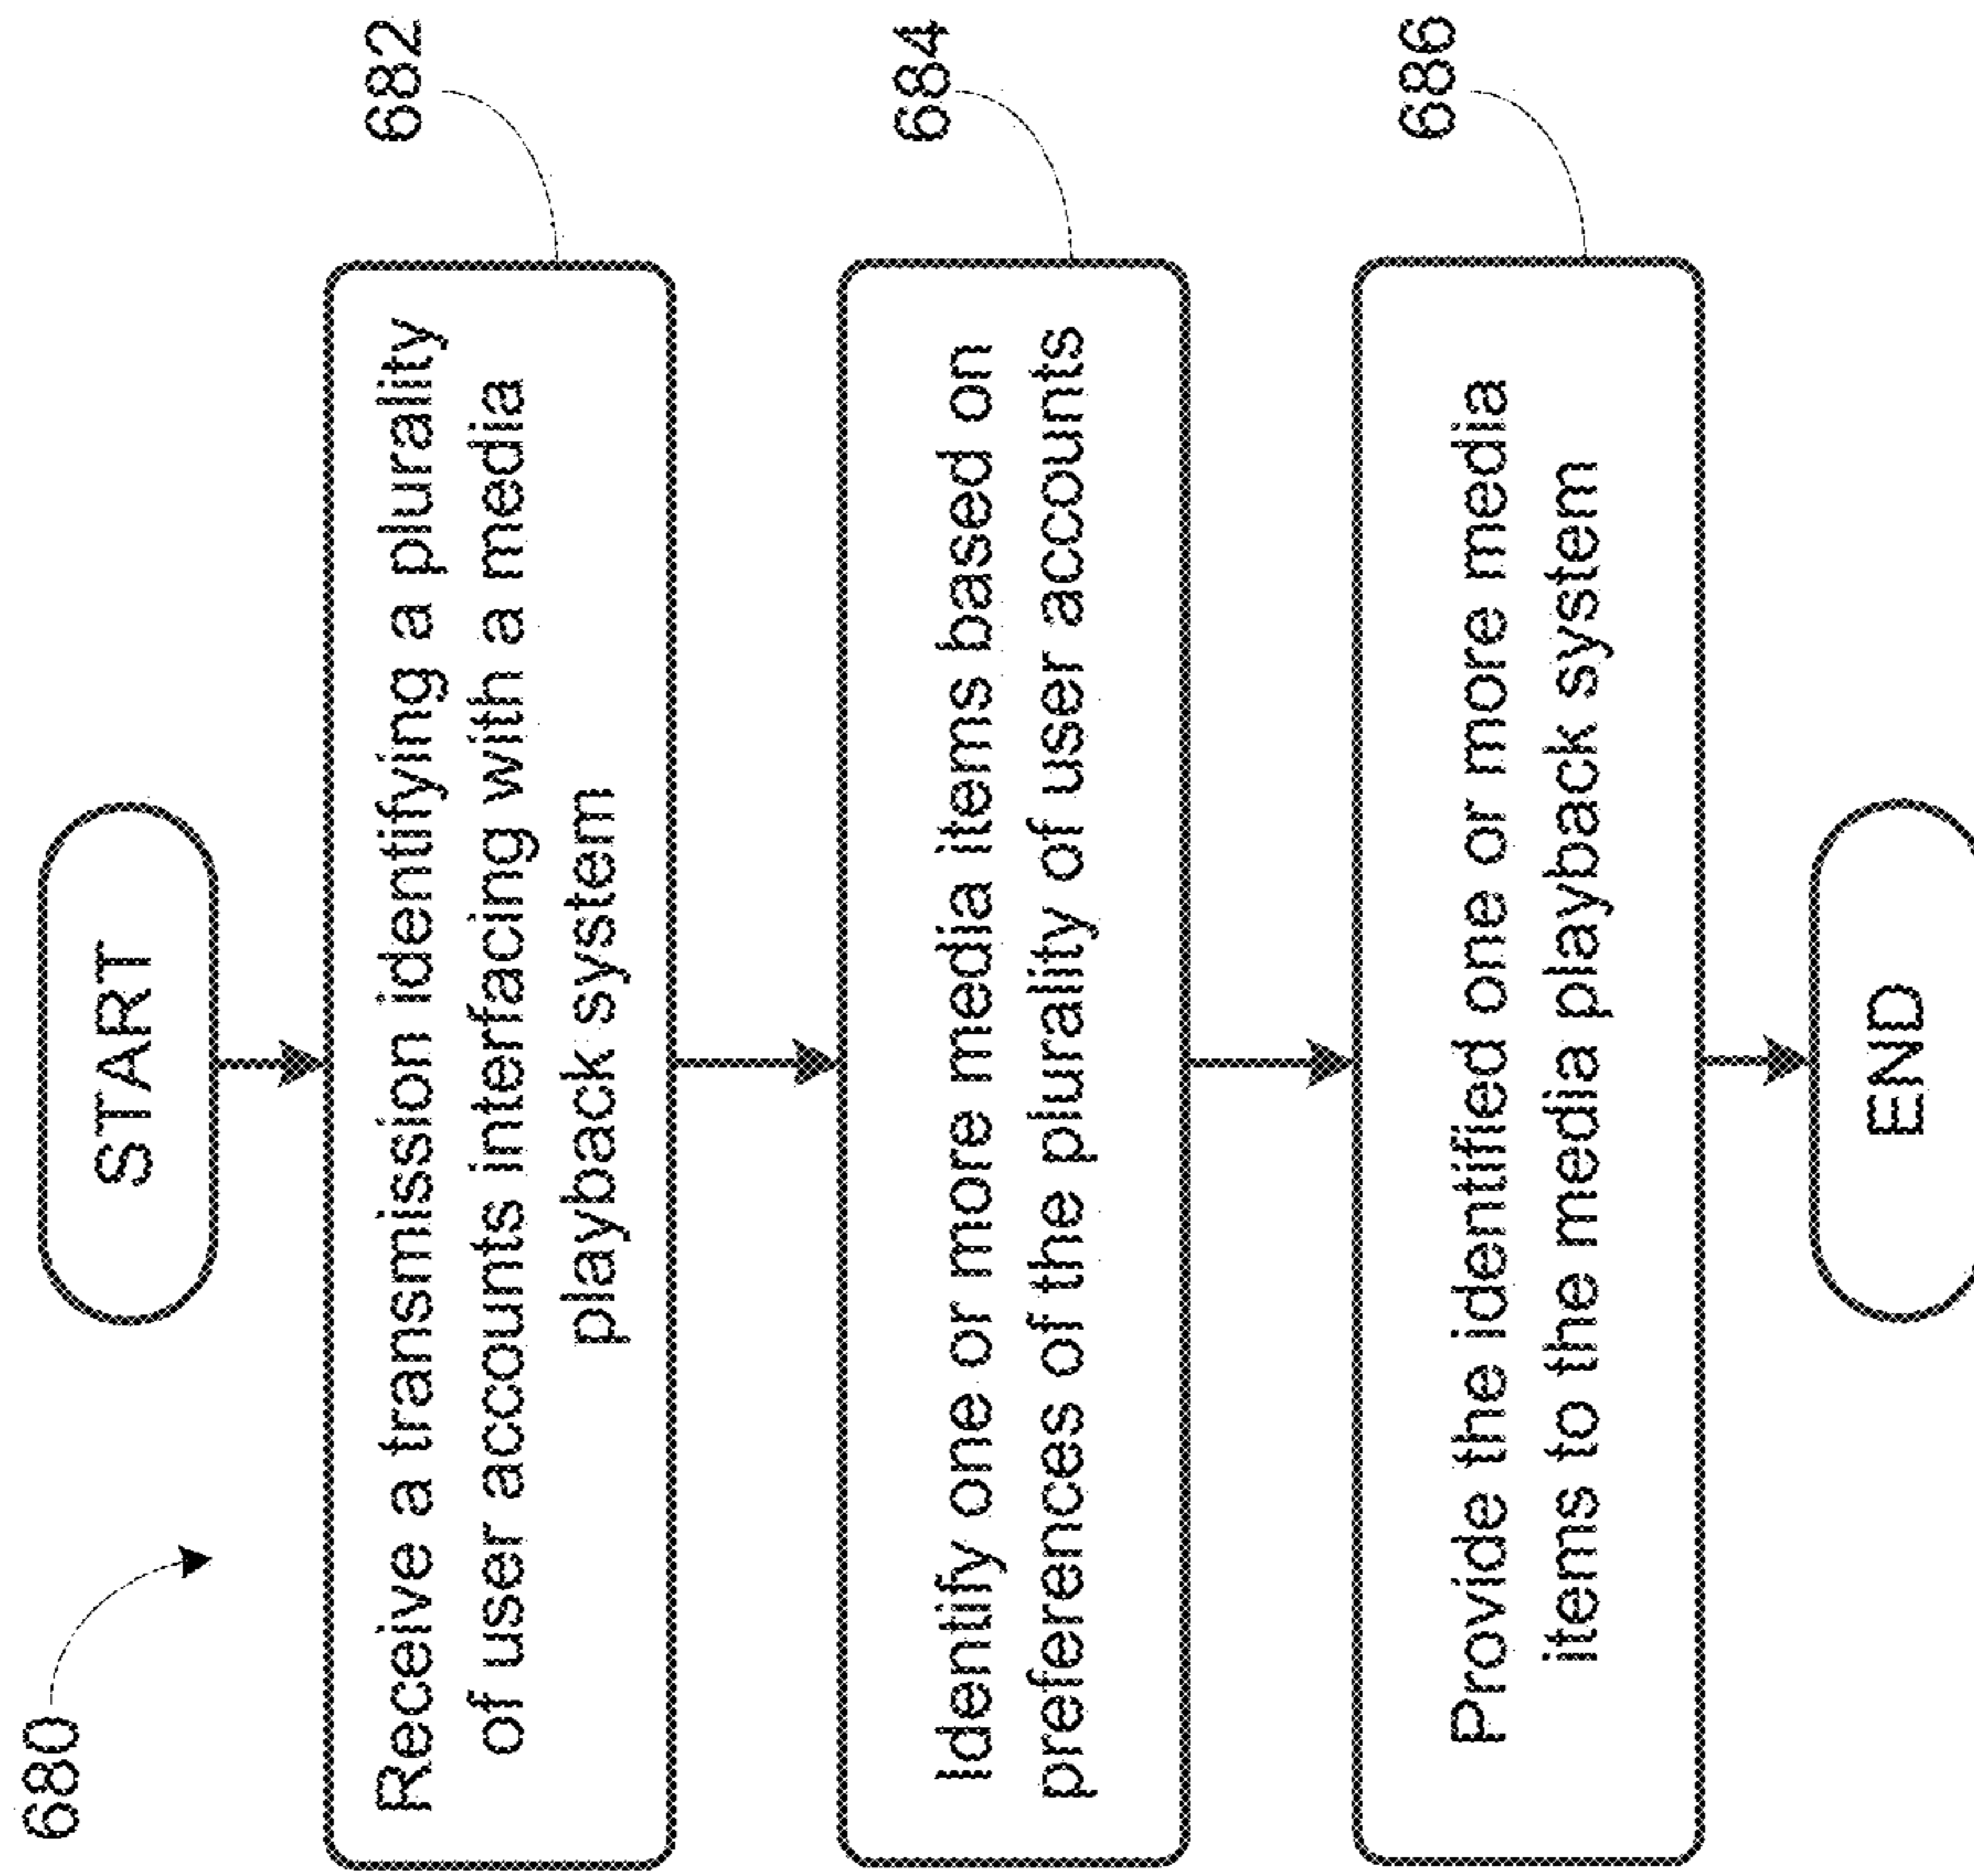 680
START
Receive a transmission identifying a plurality
of user accounts interfacing with a media
playback system
682
Identify one or more media items based on
preferences of the plurality of user accounts
684
Provide the identified one or more media
items to the media playback system
686
END